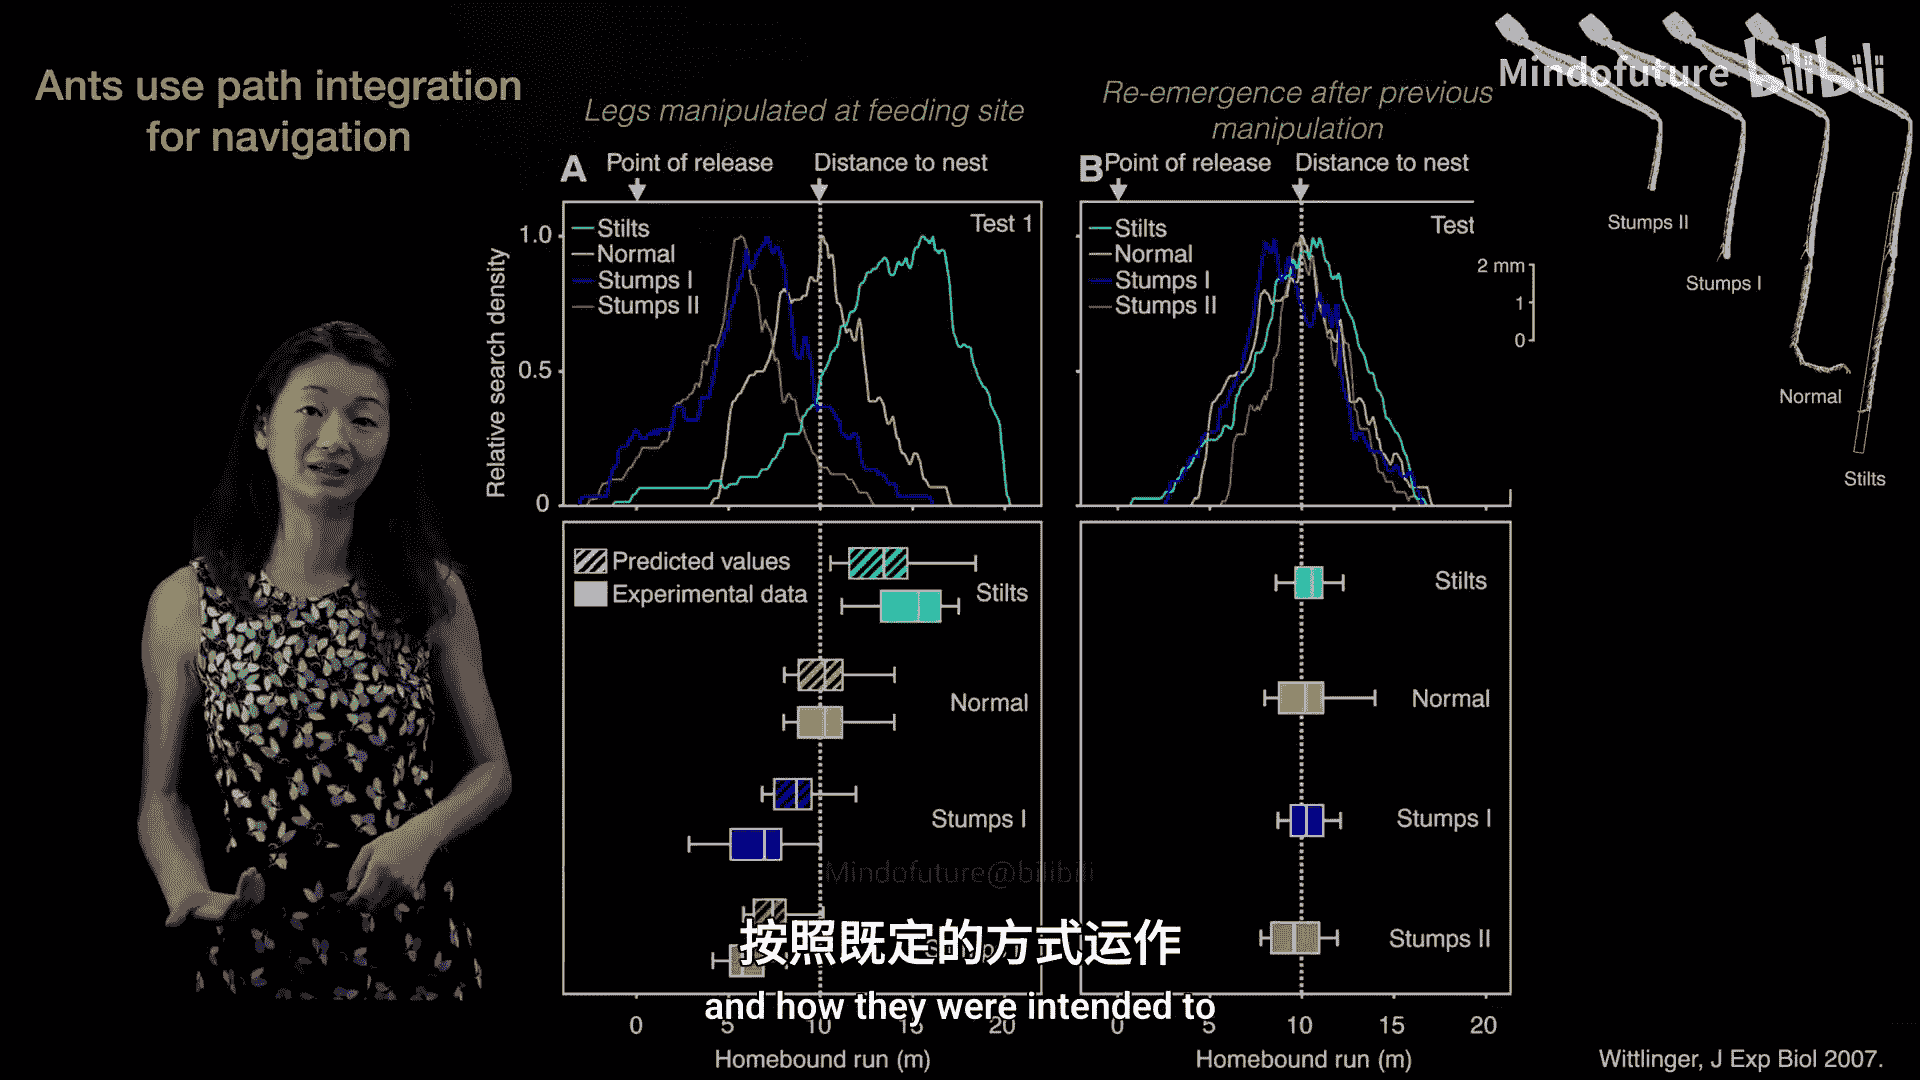 Ants use path integration
for navigation
Legs manipulated at feeding site
Re-emergence after previous
manipulation
Mindofuture bilibili
A
Point of release
Distance to nest
Test 1
Stilts
Normal
Stumps I
Stumps II
Relative search density
1.0
0.5
0
B
Point of release
Distance to nest
Test
Stilts
Normal
Stumps I
Stumps II
2 mm
1
0
Stumps II
Stumps I
Normal
Stilts
Predicted values
Experimental data
Stilts
Normal
Stumps I
Stilts
Normal
Stumps I
Stumps II
Mindofuture@bilibili
按照既定的方式运作
and how they were intended to
0 5 10 15 20
Homebound run (m)
0 5 10 15 20
Homebound run (m)
Wittlinger, J Exp Biol 2007.